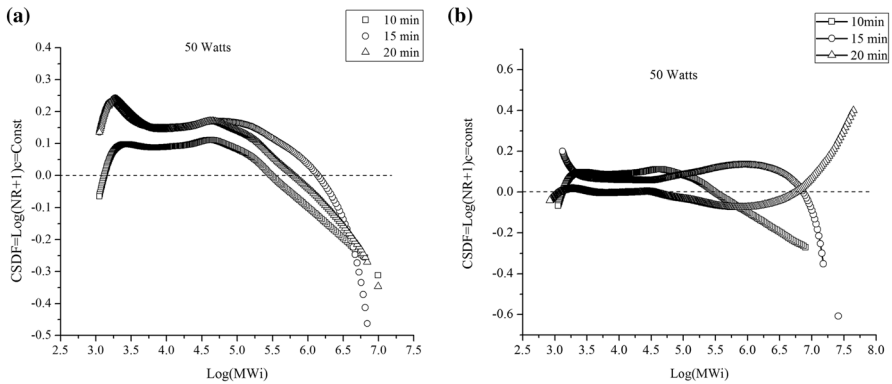 (a)
50 Watts
10 min
15 min
20 min
CSDF=Log(NR+1)c=Const
0.4
0.3
0.2
0.1
0.0
-0.1
-0.2
-0.3
-0.4
-0.5
2.5 3.0 3.5 4.0 4.5 5.0 5.5 6.0 6.5 7.0 7.5
Log(MWi)
(b)
50 Watts
10min
15 min
20 min
CSDF=Log(NR+1)c=const
0.6
0.4
0.2
0.0
-0.2
-0.4
-0.6
2.5 3.0 3.5 4.0 4.5 5.0 5.5 6.0 6.5 7.0 7.5 8.0
Log(MWi)